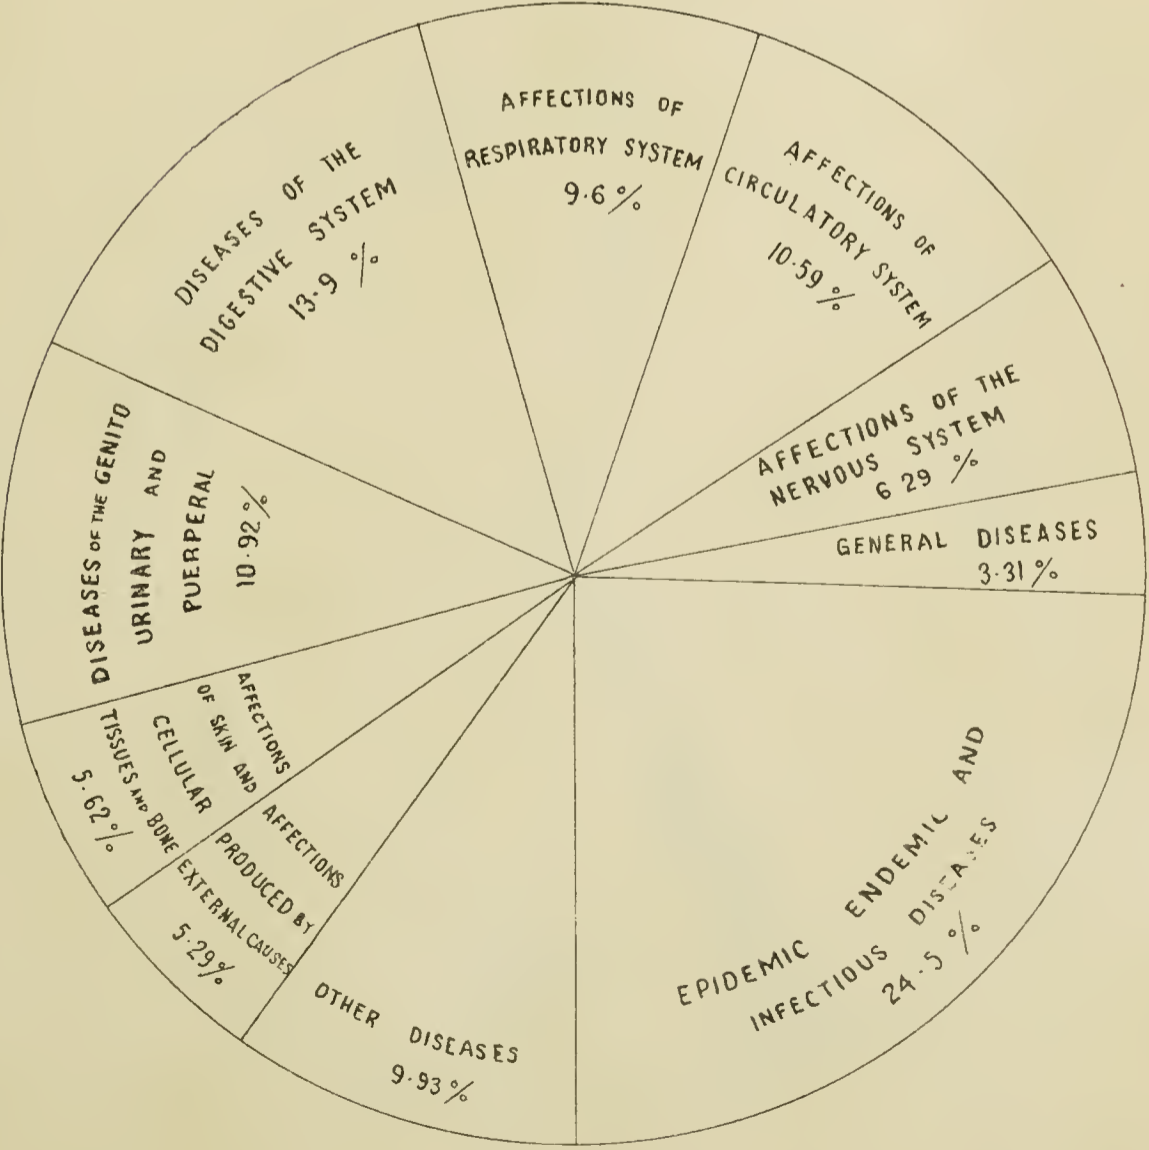 AFFECTIONS OF
RESPIRATORY SYSTEM
9.6 %
AFFECTIONS OF
CIRCULATORY SYSTEM
10.59 %
AFFECTIONS OF THE
NERVOUS SYSTEM
6 29 %
GENERAL DISEASES
3.31 %
EPIDEMIC ENDEMIC AND
INFECTIOUS DISEASES
24.5 %
OTHER DISEASES
9.93 %
AFFECTIONS
PRODUCED BY
EXTERNAL CAUSES
5.29%
AFFECTIONS
OF SKIN AND
CELLULAR
TISSUES AND BONE
5.62%
DISEASES OF THE GENITO
URINARY AND
PUERPERAL
10.92 %
DISEASES OF THE
DIGESTIVE SYSTEM
13.9 %